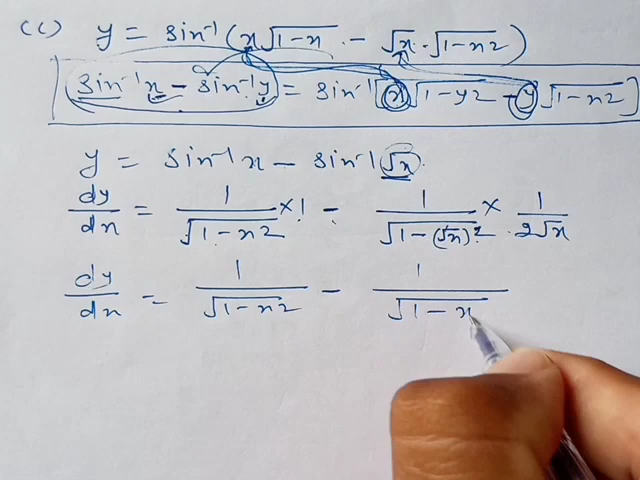 (c) y = sin⁻¹(x√1-x - √x · √1-x2)
(sin⁻¹x - sin⁻¹y) = sin⁻¹[x√1-y2 - y√1-x2]
y = sin⁻¹x - sin⁻¹√x.
dy/dx = 1/√1-x2 × 1 - 1/√1-(√x)2 × 1/2√x
dy/dx = 1/√1-x2 - 1/√1-x